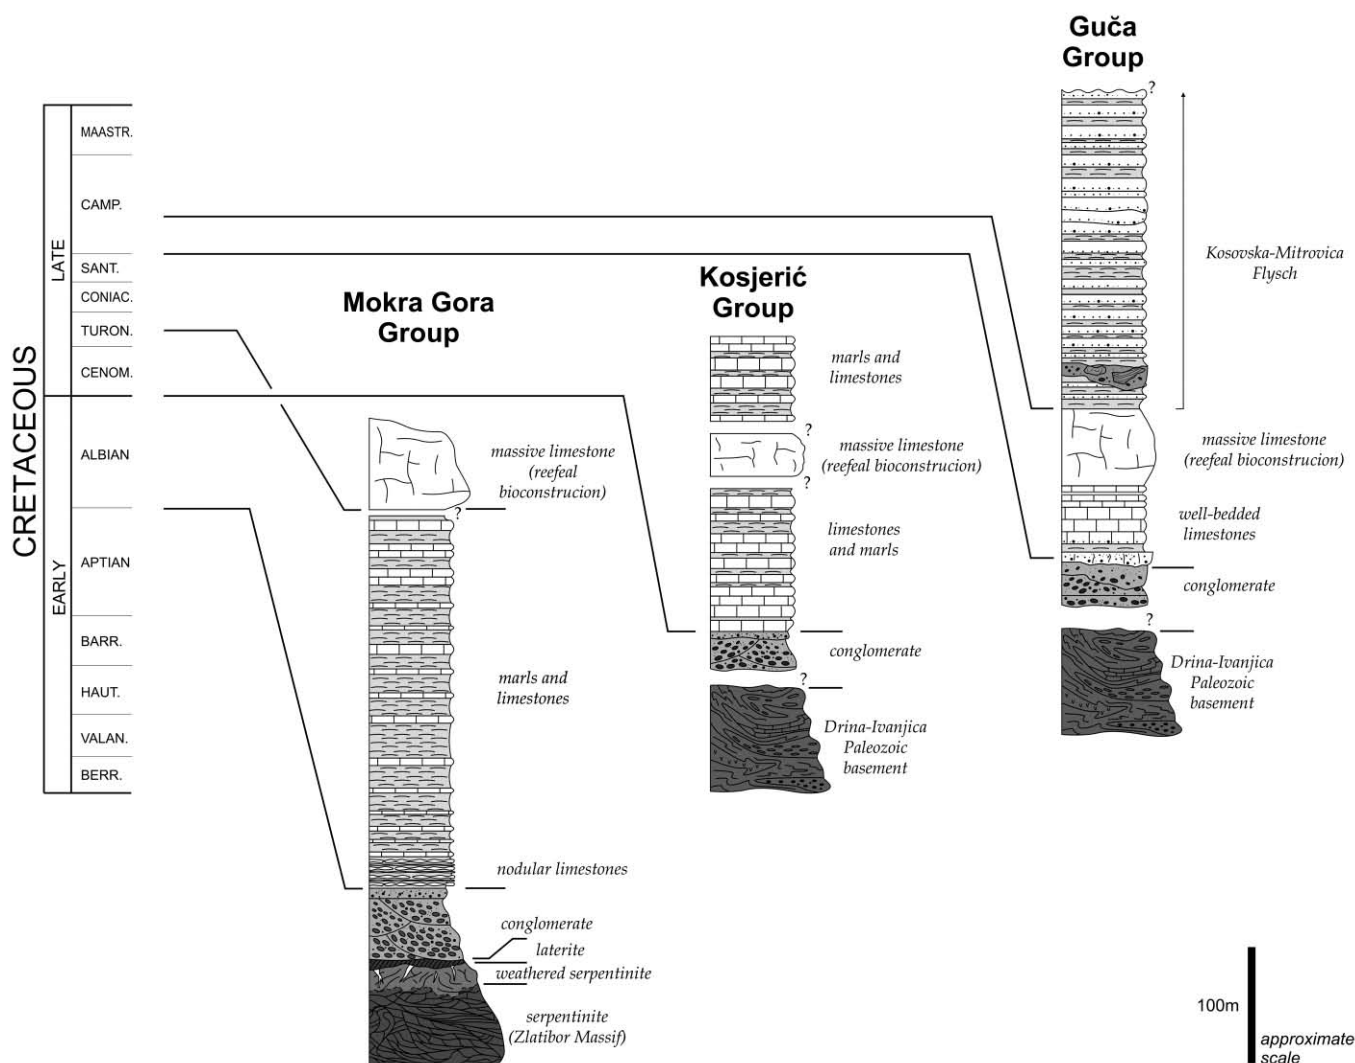 Guča
Group
?
MAASTR.
CAMP.
LATE
SANT.
CONIAC.
TURON.
CENOM.
CRETACEOUS
ALBIAN
APTIAN
EARLY
BARR.
HAUT.
VALAN.
BERR.
Mokra Gora
Group
massive limestone
(reefeal
bioconstrucion)
?
marls and
limestones
nodular limestones
conglomerate
laterite
weathered serpentinite
serpentinite
(Zlatibor Massif)
Kosjerić
Group
marls and
limestones
?
massive limestone
(reefeal bioconstrucion)
?
limestones
and marls
conglomerate
?
Drina-Ivanjica
Paleozoic
basement
Kosovska-Mitrovica
Flysch
massive limestone
(reefeal bioconstrucion)
well-bedded
limestones
conglomerate
?
Drina-Ivanjica
Paleozoic
basement
100m
approximate
scale